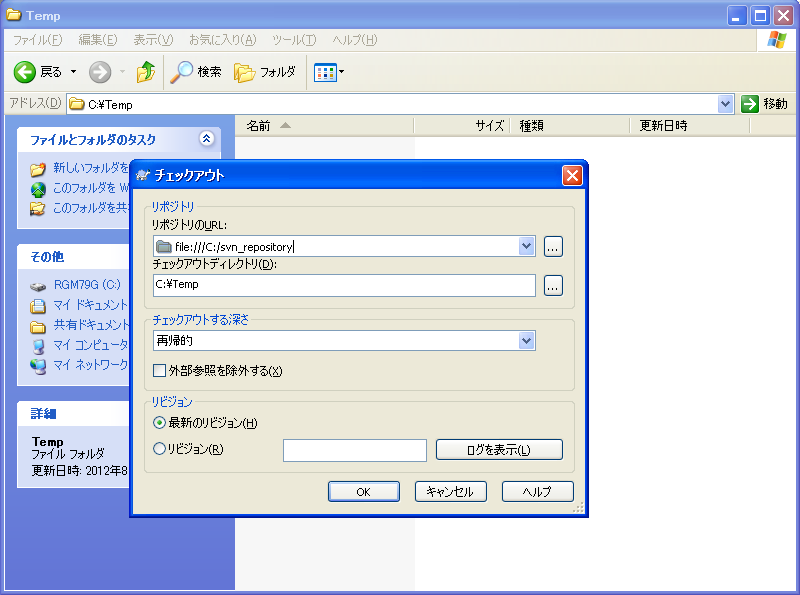 Temp
ファイル(F) 編集(E) 表示(V) お気に入り(A) ツール(T) ヘルプ(H)
戻る 検索 フォルダ
アドレス(D) C:¥Temp 移動
ファイルとフォルダのタスク
新しいフォルダを
このフォルダを W
このフォルダを共
その他
RGM79G (C:)
マイ ドキュメント
共有ドキュメント
マイ コンピュータ
マイ ネットワーク
詳細
Temp
ファイル フォルダ
更新日時: 2012年8
名前 サイズ 種類 更新日時
チェックアウト
リポジトリ
リポジトリのURL:
file:///C:/svn_repository
...
チェックアウトディレクトリ(D):
C:¥Temp
...
チェックアウトする深さ
再帰的
外部参照を除外する(X)
リビジョン
最新のリビジョン(H)
リビジョン(R)
ログを表示(L)
OK キャンセル ヘルプ